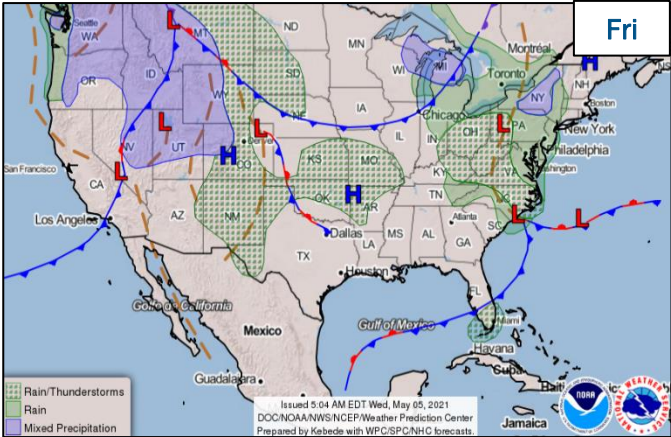 Fri
Seattle
WA
MT
ND
MN
Montréal
NS
L
H
OR
ID
WY
SD
WI
MI
Toronto
NY
NH
Boston
NE
IA
Chicago
PA
New York
Philadelphia
NV
UT
L
L
Denver
CO
H
KS
MO
IL
IN
OH
L
VA
Washington
KY
San Francisco
CA
L
AZ
NM
OK
AR
H
TN
SC
L
L
Los Angeles
Dallas
TX
LA
MS
AL
Atlanta
GA
Houston
FL
Golfo de California
Mexico
Gulf of Mexico
Miami
Havana
Cuba
Guadalajara
Jamaica
Rain/Thunderstorms
Rain
Mixed Precipitation
Issued 5:04 AM EDT Wed, May 05, 2021
DOC/NOAA/NWS/NCEP/Weather Prediction Center
Prepared by Kebede with WPC/SPC/NHC forecasts.
NOAA